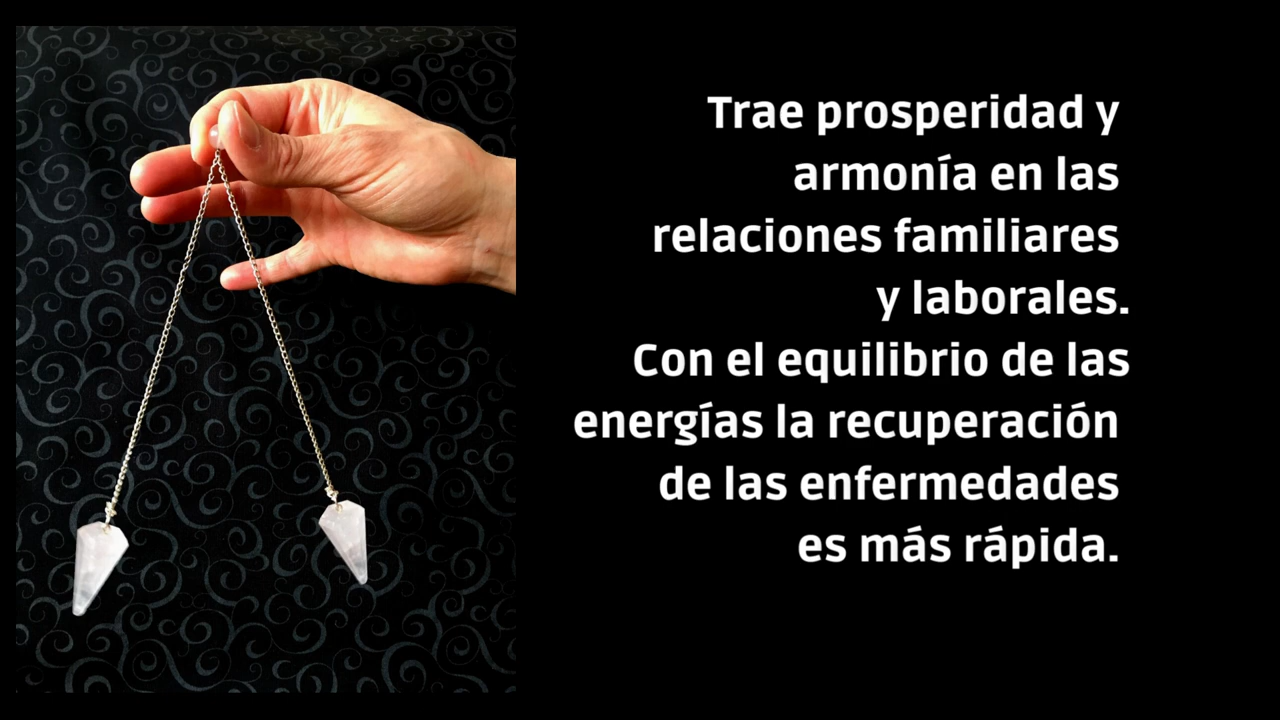 Trae prosperidad y
armonía en las
relaciones familiares
y laborales.
Con el equilibrio de las
energías la recuperación
de las enfermedades
es más rápida.